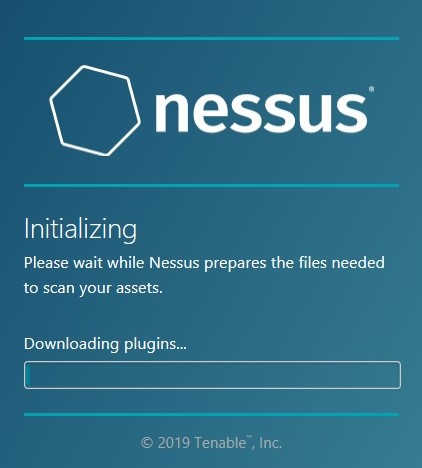 nessus®
Initializing
Please wait while Nessus prepares the files needed
to scan your assets.
Downloading plugins...
© 2019 Tenable™, Inc.